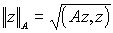 ‖z‖_A = √(Az,z)